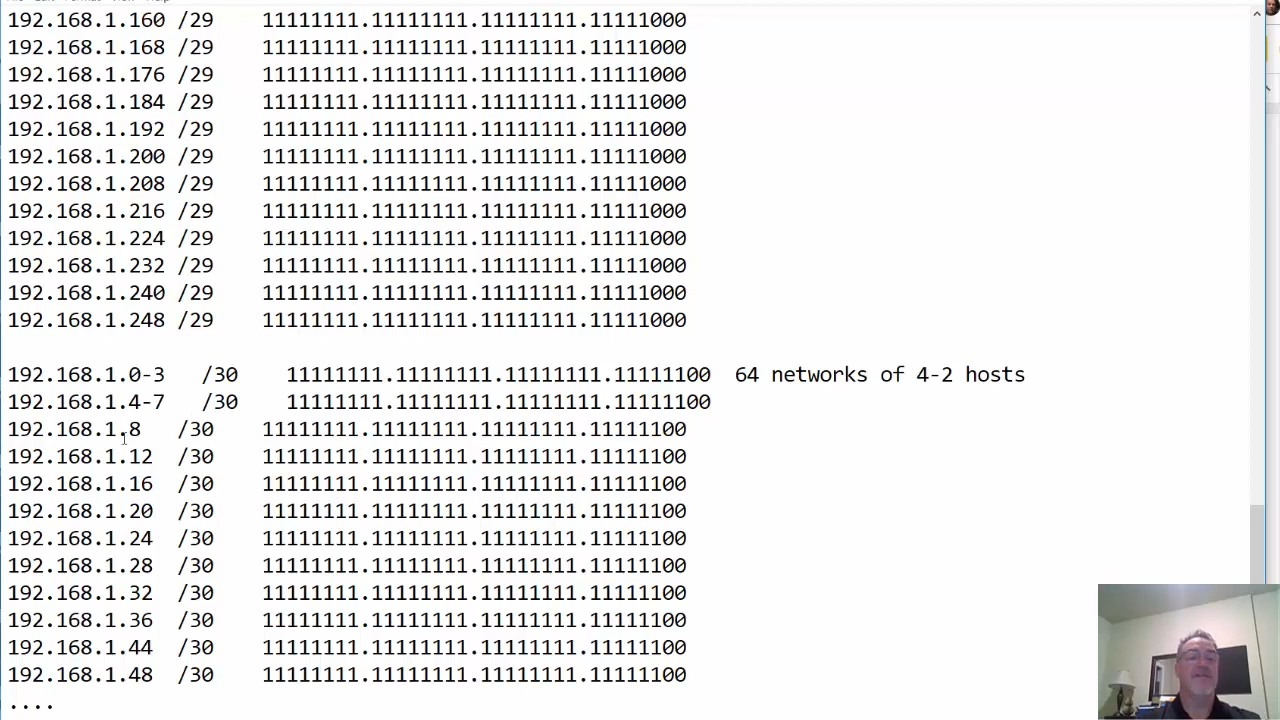 192.168.1.160 /29    11111111.11111111.11111111.11111000
192.168.1.168 /29    11111111.11111111.11111111.11111000
192.168.1.176 /29    11111111.11111111.11111111.11111000
192.168.1.184 /29    11111111.11111111.11111111.11111000
192.168.1.192 /29    11111111.11111111.11111111.11111000
192.168.1.200 /29    11111111.11111111.11111111.11111000
192.168.1.208 /29    11111111.11111111.11111111.11111000
192.168.1.216 /29    11111111.11111111.11111111.11111000
192.168.1.224 /29    11111111.11111111.11111111.11111000
192.168.1.232 /29    11111111.11111111.11111111.11111000
192.168.1.240 /29    11111111.11111111.11111111.11111000
192.168.1.248 /29    11111111.11111111.11111111.11111000
192.168.1.0-3   /30    11111111.11111111.11111111.11111100  64 networks of 4-2 hosts
192.168.1.4-7   /30    11111111.11111111.11111111.11111100
192.168.1.8   /30    11111111.11111111.11111111.11111100
192.168.1.12  /30    11111111.11111111.11111111.11111100
192.168.1.16  /30    11111111.11111111.11111111.11111100
192.168.1.20  /30    11111111.11111111.11111111.11111100
192.168.1.24  /30    11111111.11111111.11111111.11111100
192.168.1.28  /30    11111111.11111111.11111111.11111100
192.168.1.32  /30    11111111.11111111.11111111.11111100
192.168.1.36  /30    11111111.11111111.11111111.11111100
192.168.1.44  /30    11111111.11111111.11111111.11111100
192.168.1.48  /30    11111111.11111111.11111111.11111100
....